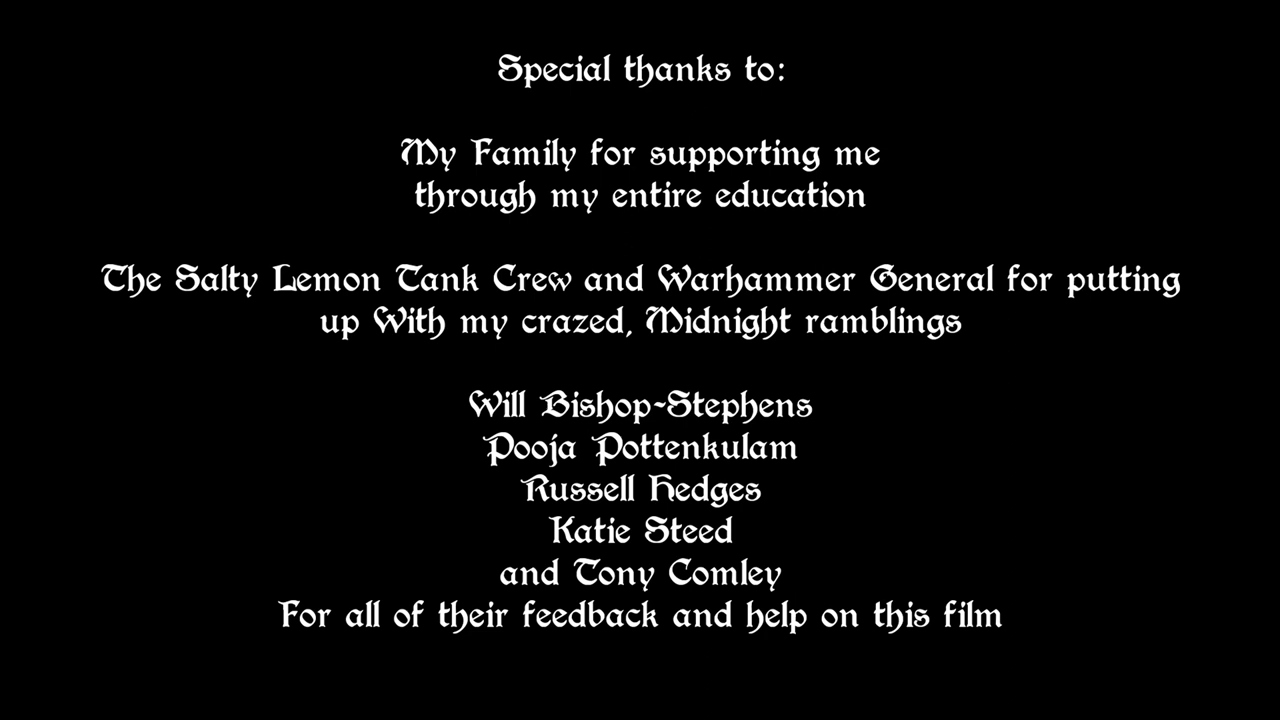 Special thanks to:
My Family for supporting me
through my entire education
The Salty Lemon Tank Crew and Warhammer General for putting
up With my crazed, Midnight ramblings
Will Bishop-Stephens
Pooja Pottenkulam
Russell Hedges
Katie Steed
and Tony Comley
For all of their feedback and help on this film